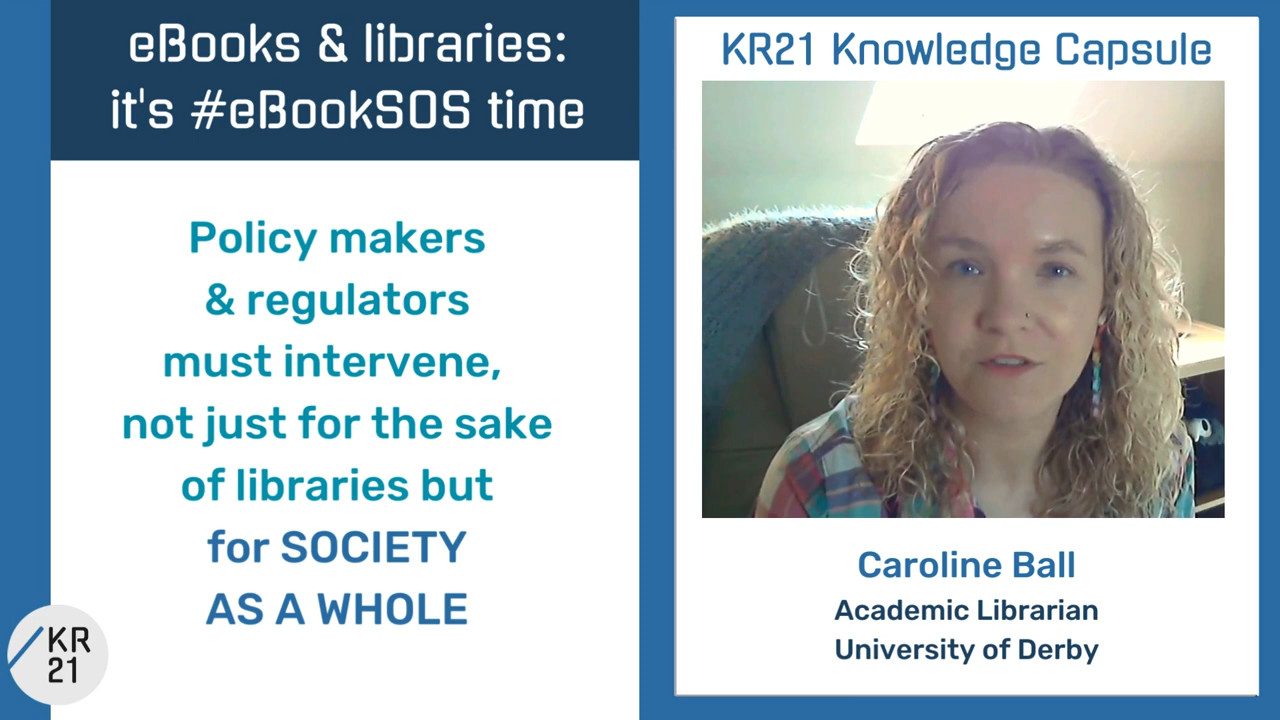 eBooks & libraries:
it's #eBookSOS time
Policy makers
& regulators
must intervene,
not just for the sake
of libraries but
for SOCIETY
AS A WHOLE
KR
21
KR21 Knowledge Capsule
Caroline Ball
Academic Librarian
University of Derby